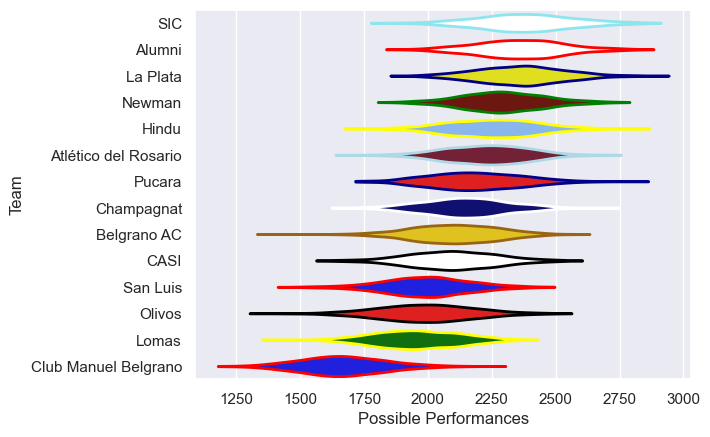 SIC
Alumni
La Plata
Newman
Hindu
Atlético del Rosario
Pucara
Champagnat
Belgrano AC
CASI
San Luis
Olivos
Lomas
Club Manuel Belgrano
Team
1250 1500 1750 2000 2250 2500 2750 3000
Possible Performances